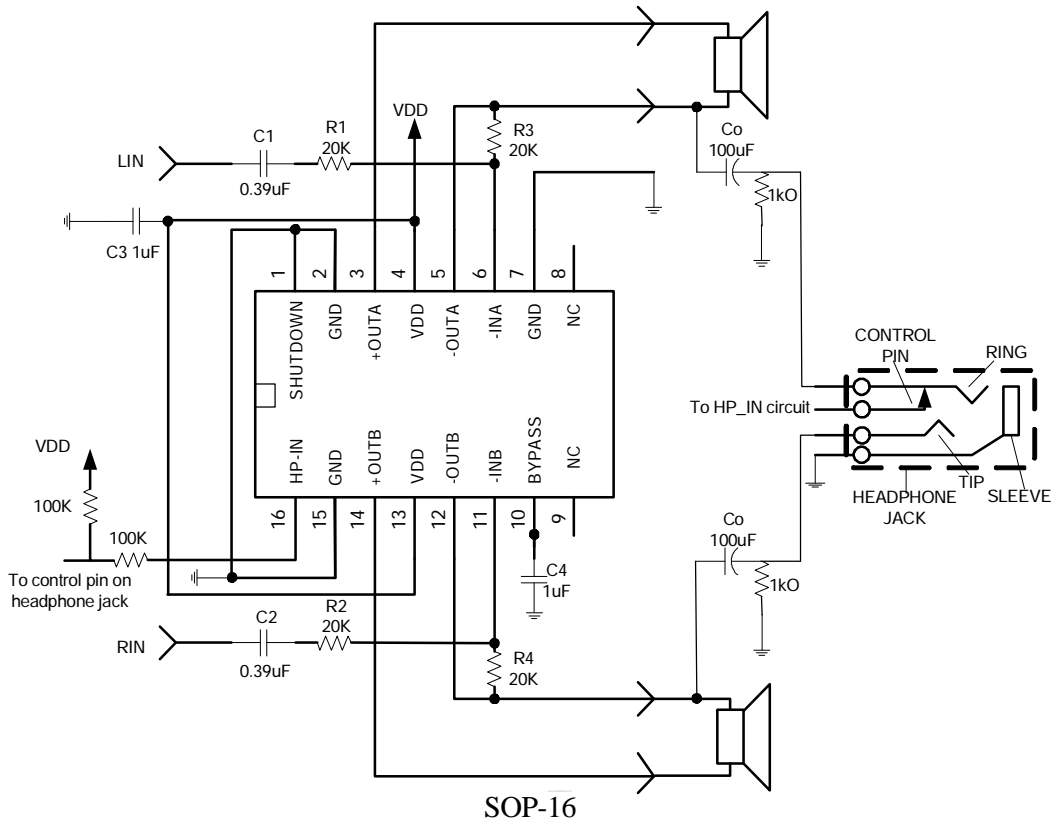 VDD
C1
R1
20K
R3
20K
LIN
0.39uF
Co
100uF
1kO
C3 1uF
1
2
3
4
5
6
7
8
SHUTDOWN
GND
+OUTA
VDD
-OUTA
-INA
GND
NC
CONTROL
PIN
RING
To HP_IN circuit
VDD
HP-IN
GND
+OUTB
VDD
-OUTB
-INB
BYPASS
NC
TIP
SLEEVE
HEADPHONE
JACK
100K
16
15
14
13
12
11
10
9
100K
Co
100uF
To control pin on
headphone jack
C4
1uF
1kO
C2
R2
20K
RIN
0.39uF
R4
20K
SOP-16